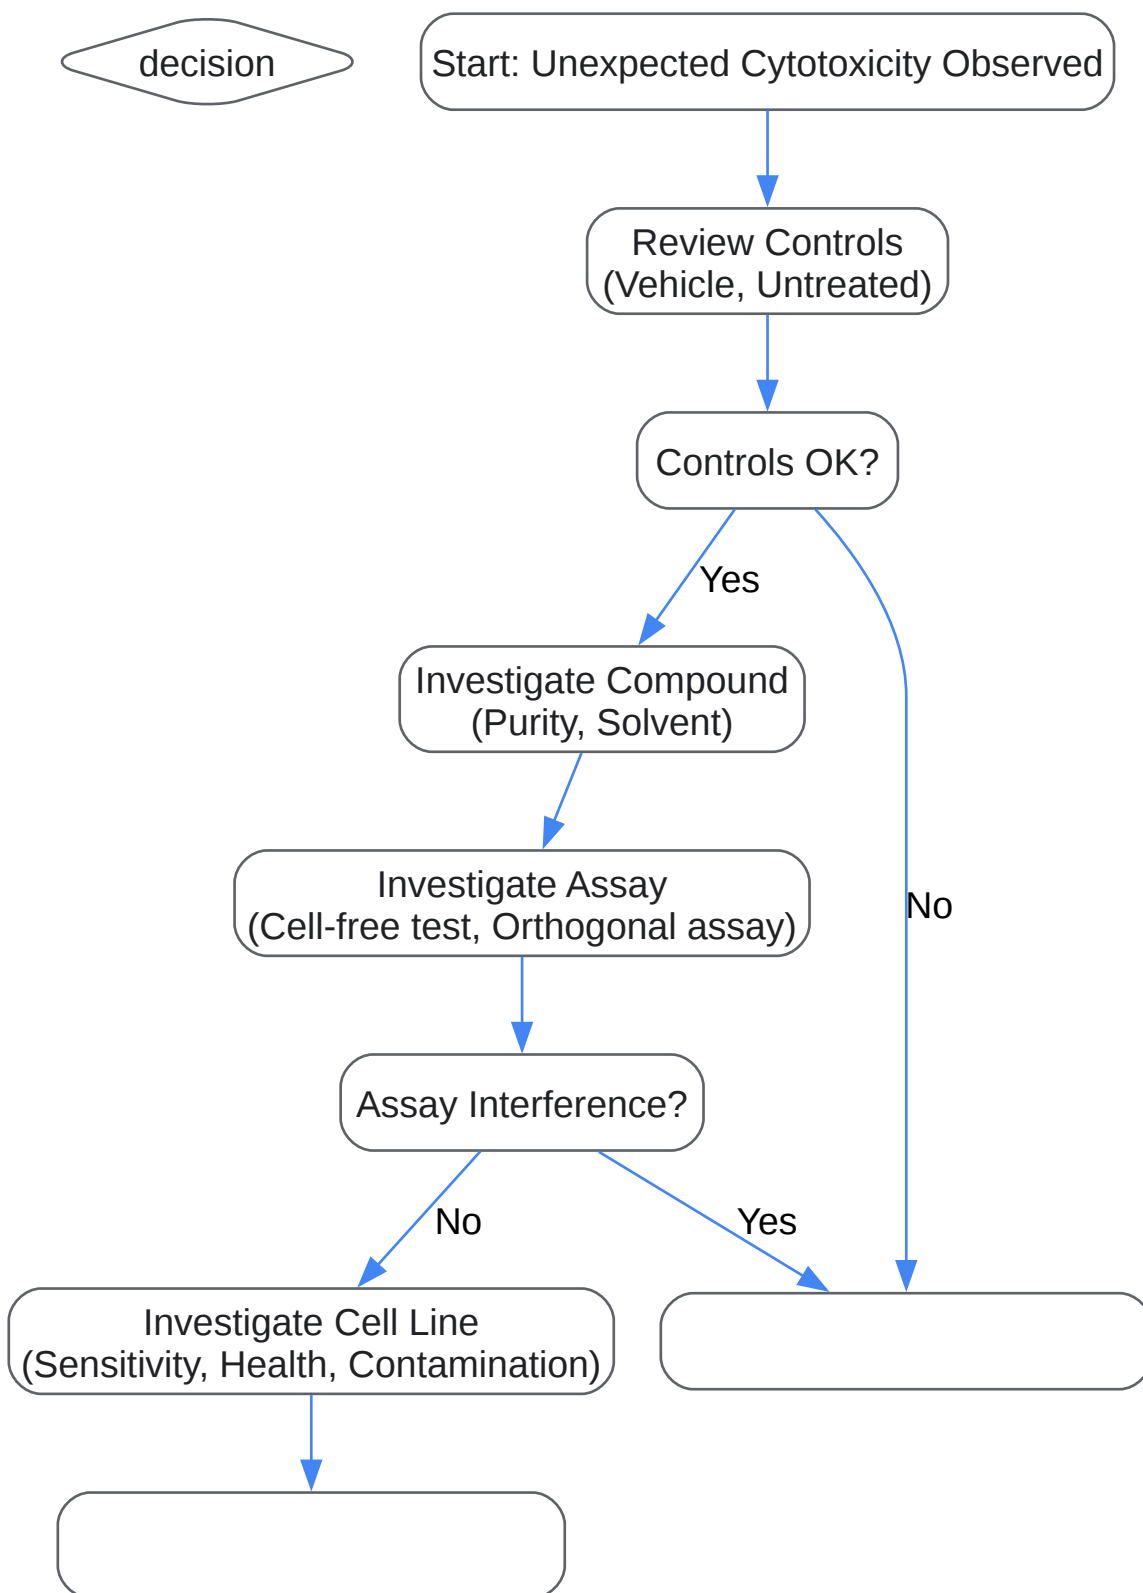 decision
Start: Unexpected Cytotoxicity Observed
Review Controls
(Vehicle, Untreated)
Controls OK?
Yes
Investigate Compound
(Purity, Solvent)
Investigate Assay
(Cell-free test, Orthogonal assay)
No
Assay Interference?
No
Yes
Investigate Cell Line
(Sensitivity, Health, Contamination)